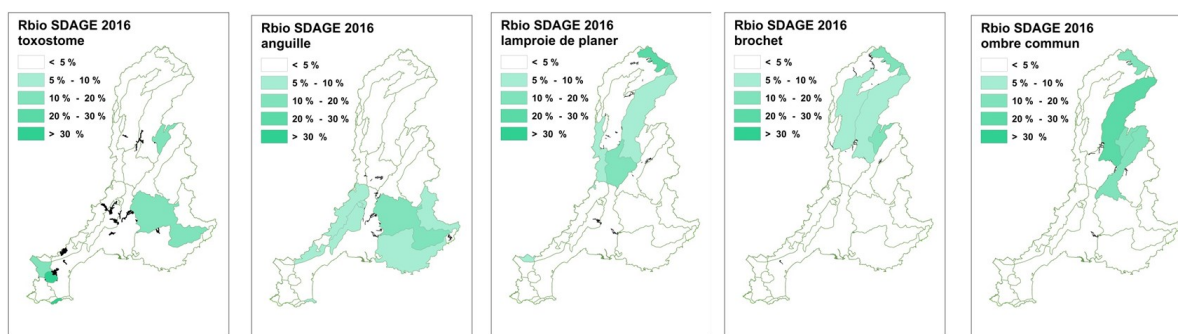 Rbio SDAGE 2016
toxostome
< 5 %
5 % - 10 %
10 % - 20 %
20 % - 30 %
> 30 %
Rbio SDAGE 2016
anguille
< 5 %
5 % - 10 %
10 % - 20 %
20 % - 30 %
> 30 %
Rbio SDAGE 2016
lamproie de planer
< 5 %
5 % - 10 %
10 % - 20 %
20 % - 30 %
> 30 %
Rbio SDAGE 2016
brochet
< 5 %
5 % - 10 %
10 % - 20 %
20 % - 30 %
> 30 %
Rbio SDAGE 2016
ombre commun
< 5 %
5 % - 10 %
10 % - 20 %
20 % - 30 %
> 30 %